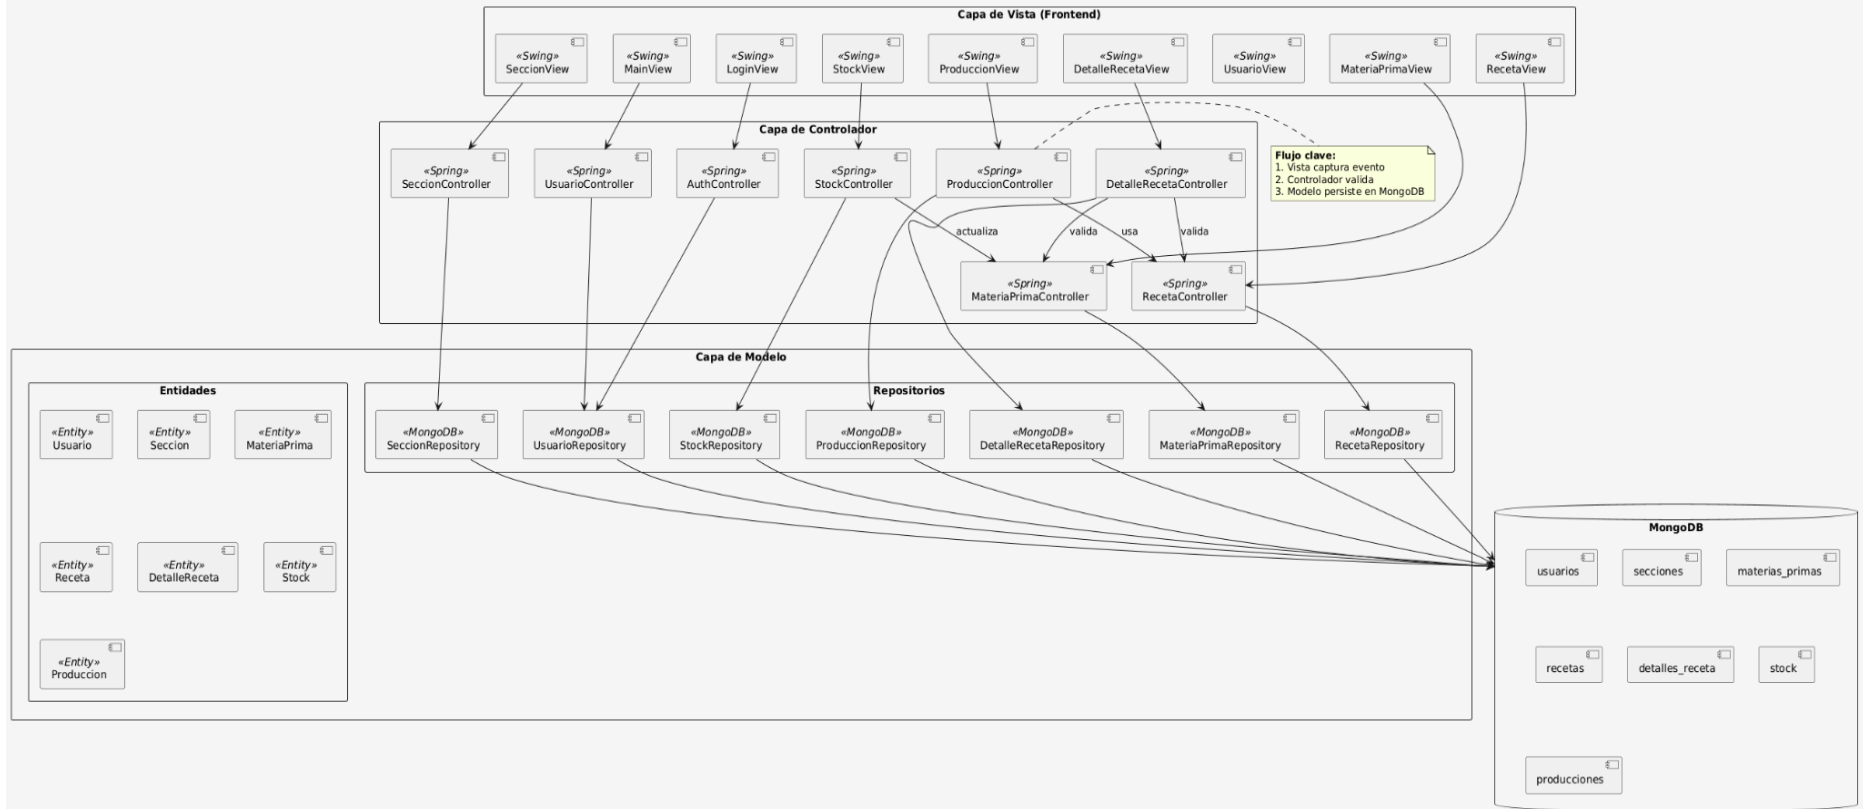 Capa de Vista (Frontend)
«Swing»
SeccionView
«Swing»
MainView
«Swing»
LoginView
«Swing»
StockView
«Swing»
ProduccionView
«Swing»
DetalleRecetaView
«Swing»
UsuarioView
«Swing»
MateriaPrimaView
«Swing»
RecetaView
Capa de Controlador
«Spring»
SeccionController
«Spring»
UsuarioController
«Spring»
AuthController
«Spring»
StockController
«Spring»
ProduccionController
«Spring»
DetalleRecetaController
Flujo clave:
1. Vista captura evento
2. Controlador valida
3. Modelo persiste en MongoDB
actualiza
valida
usa
valida
«Spring»
MateriaPrimaController
«Spring»
RecetaController
Capa de Modelo
Entidades
«Entity»
Usuario
«Entity»
Seccion
«Entity»
MateriaPrima
«Entity»
Receta
«Entity»
DetalleReceta
«Entity»
Stock
«Entity»
Produccion
Repositorios
«MongoDB»
SeccionRepository
«MongoDB»
UsuarioRepository
«MongoDB»
StockRepository
«MongoDB»
ProduccionRepository
«MongoDB»
DetalleRecetaRepository
«MongoDB»
MateriaPrimaRepository
«MongoDB»
RecetaRepository
MongoDB
usuarios
secciones
materias_primas
recetas
detalles_receta
stock
producciones